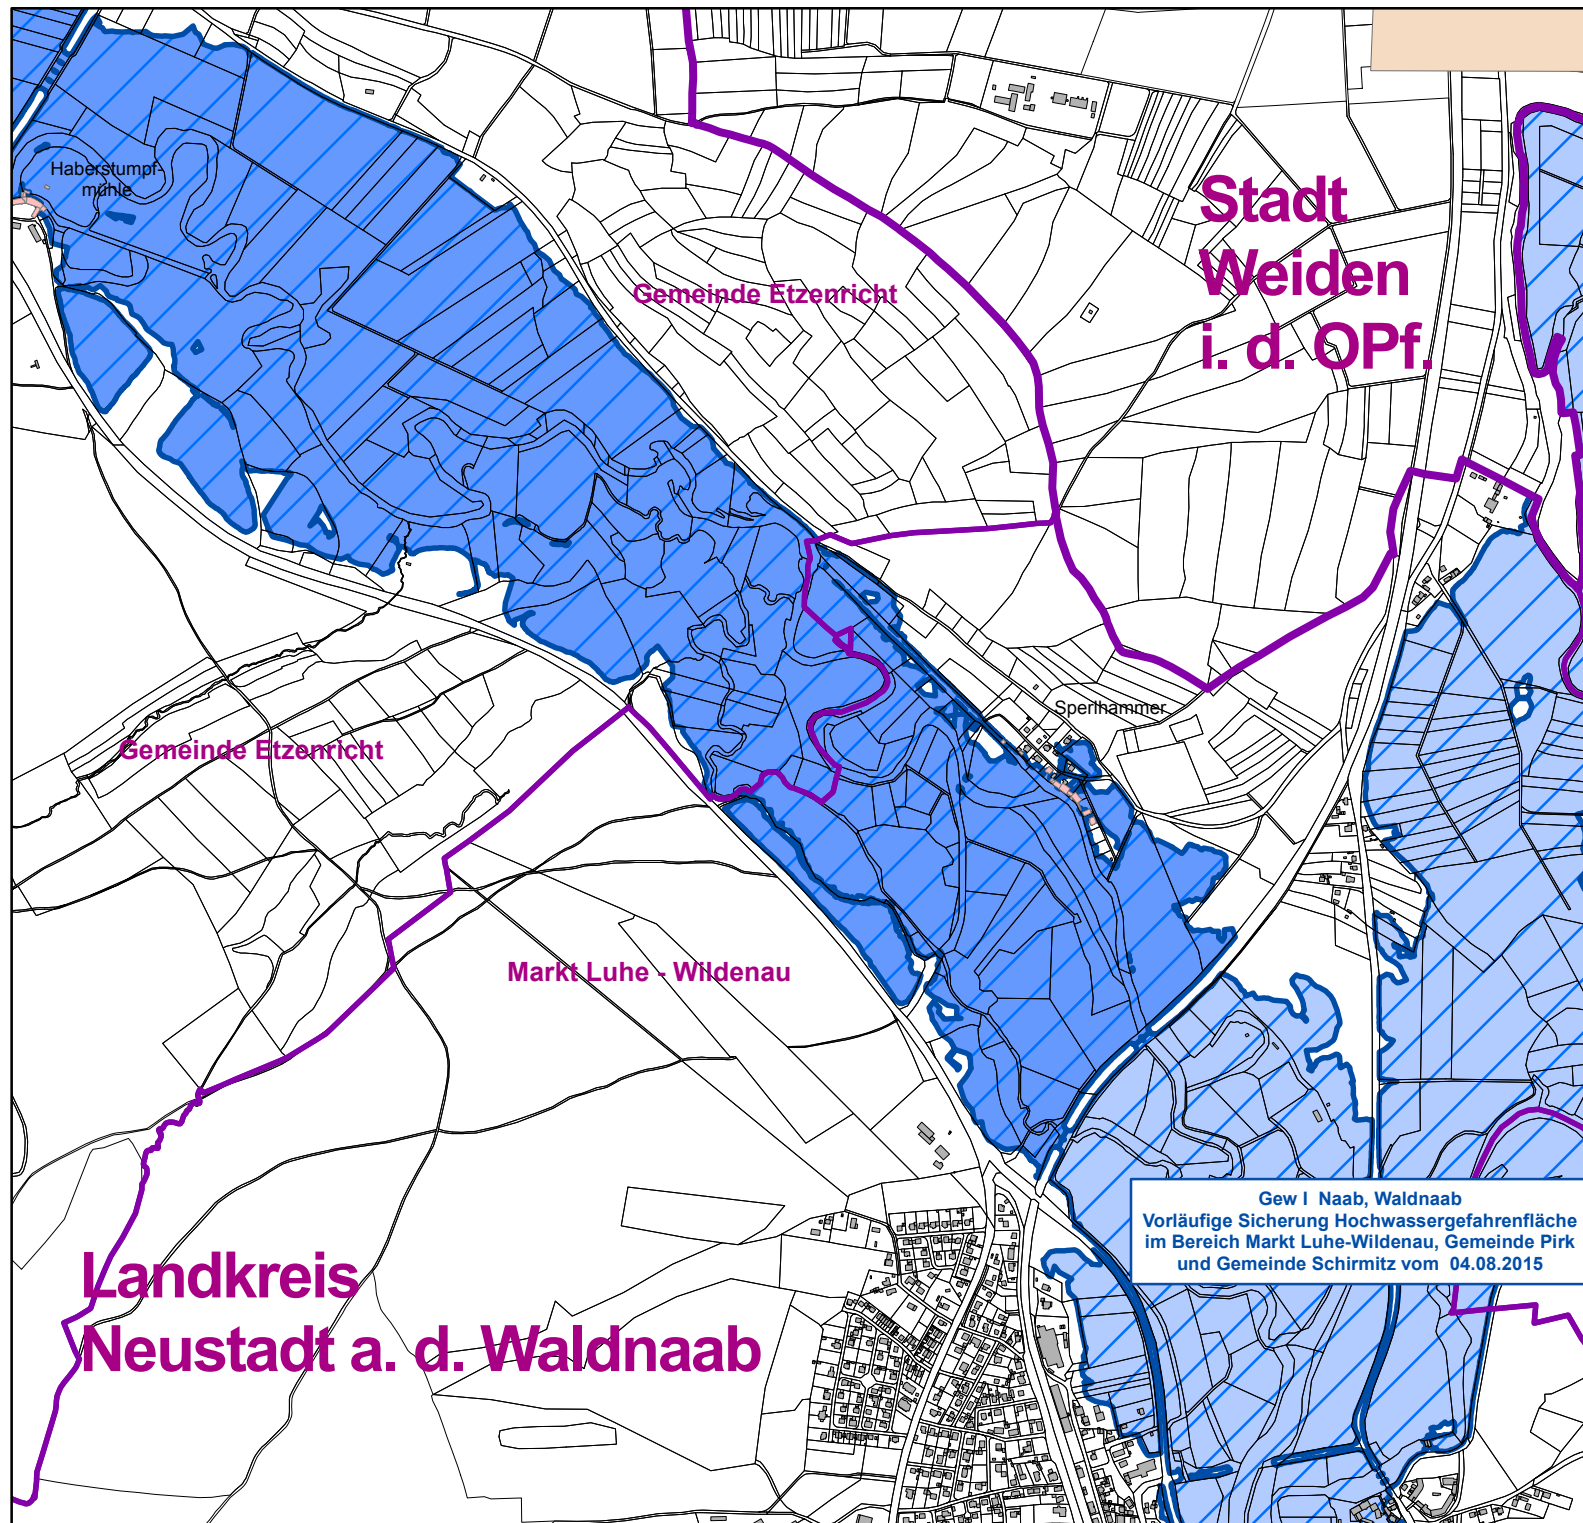 Haberstumpf-
mühle
Stadt
Weiden
i. d. OPf.
Gemeinde Etzenricht
Sperlhammer
Gemeinde Etzenricht
Markt Luhe - Wildenau
Gew I  Naab, Waldnaab
Vorläufige Sicherung Hochwassergefahrenfläche
im Bereich Markt Luhe-Wildenau, Gemeinde Pirk
und Gemeinde Schirmitz vom  04.08.2015
Landkreis
Neustadt a. d. Waldnaab